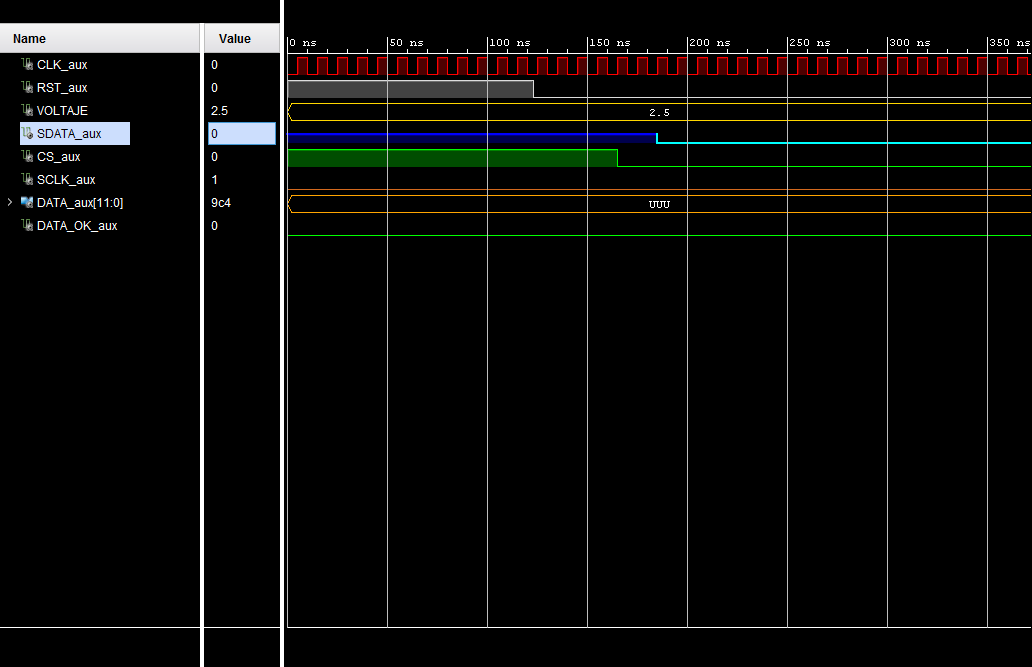 Name Value
0 ns 50 ns 100 ns 150 ns 200 ns 250 ns 300 ns 350 ns
CLK_aux 0
RST_aux 0
VOLTAJE 2.5 2.5
SDATA_aux 0
CS_aux 0
SCLK_aux 1
DATA_aux[11:0] 9c4 UUU
DATA_OK_aux 0